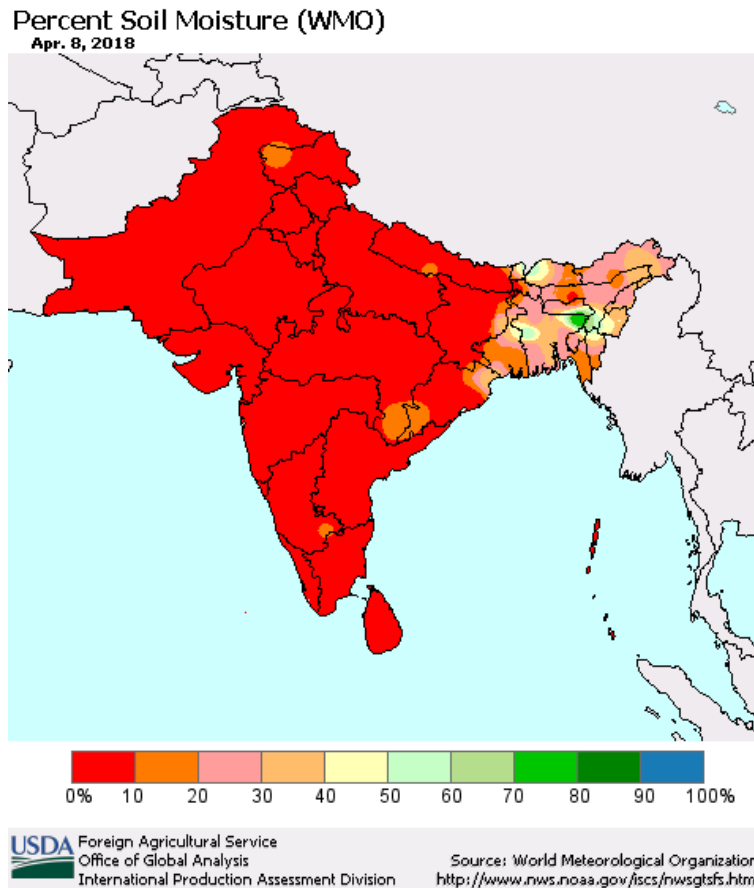 Percent Soil Moisture (WMO)
Apr. 8, 2018
0% 10 20 30 40 50 60 70 80 90 100%
USDA
Foreign Agricultural Service
Office of Global Analysis
International Production Assessment Division
Source: World Meteorological Organization
http://www.nws.noaa.gov/iscs/nwsgtsfs.htm